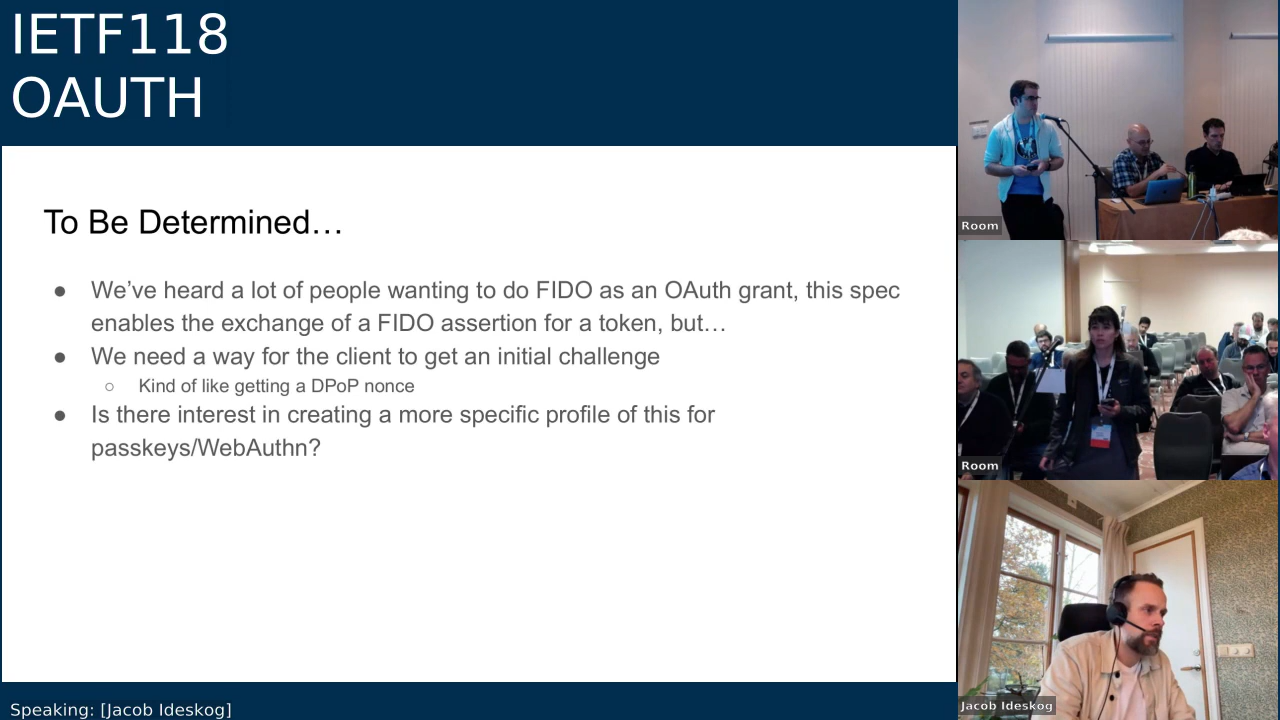 IETF118
OAUTH
To Be Determined…
● We’ve heard a lot of people wanting to do FIDO as an OAuth grant, this spec
enables the exchange of a FIDO assertion for a token, but…
● We need a way for the client to get an initial challenge
○ Kind of like getting a DPoP nonce
● Is there interest in creating a more specific profile of this for
passkeys/WebAuthn?
Room
Room
Jacob Ideskog
Speaking: [Jacob Ideskog]